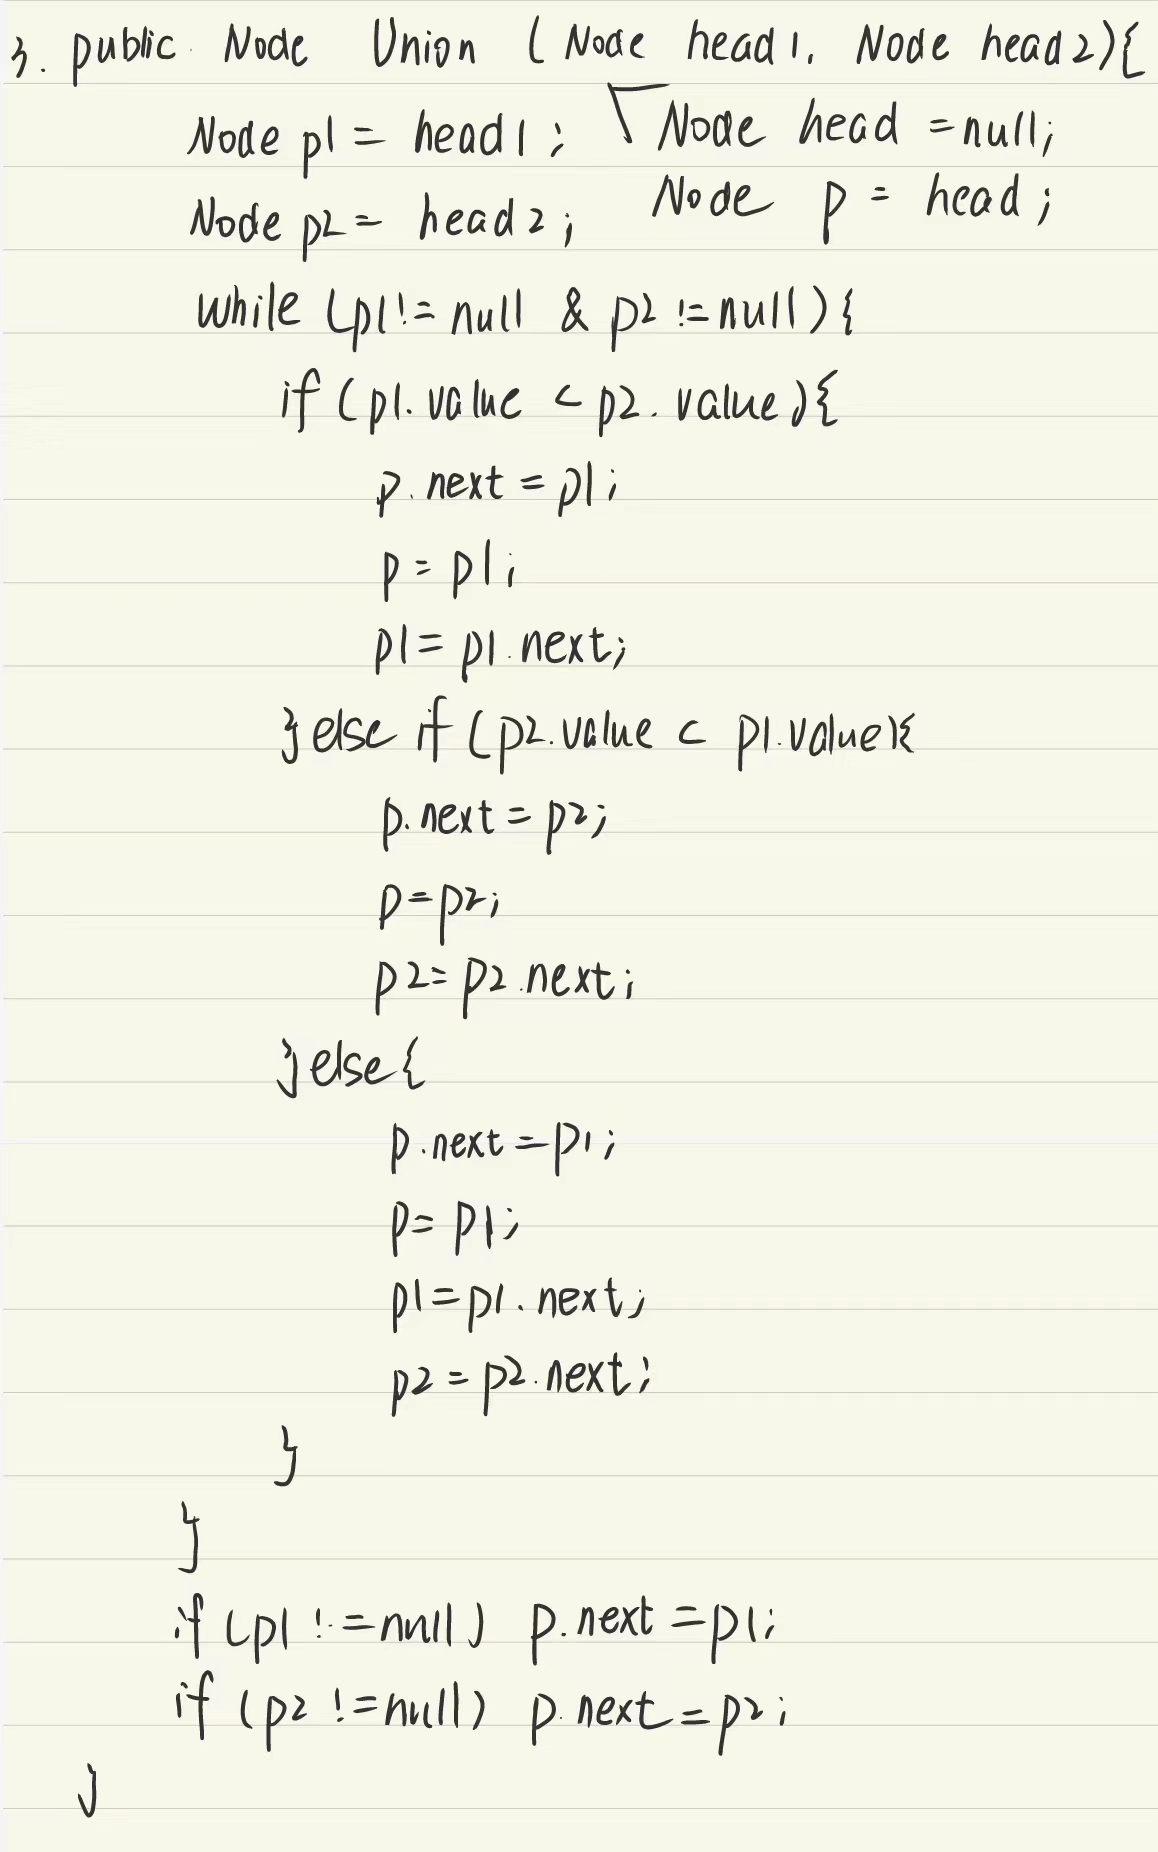 3. public Node Union (Node head1, Node head2){
Node p1 = head1; Node head = null;
Node p2 = head2; Node p = head;
while (p1 != null & p2 != null) {
if (p1.value < p2.value){
p.next = p1;
p = p1;
p1 = p1.next;
} else if (p2.value < p1.value){
p.next = p2;
p = p2;
p2 = p2.next;
} else {
p.next = p1;
p = p1;
p1 = p1.next;
p2 = p2.next;
}
}
if (p1 != null) p.next = p1;
if (p2 != null) p.next = p2;
}